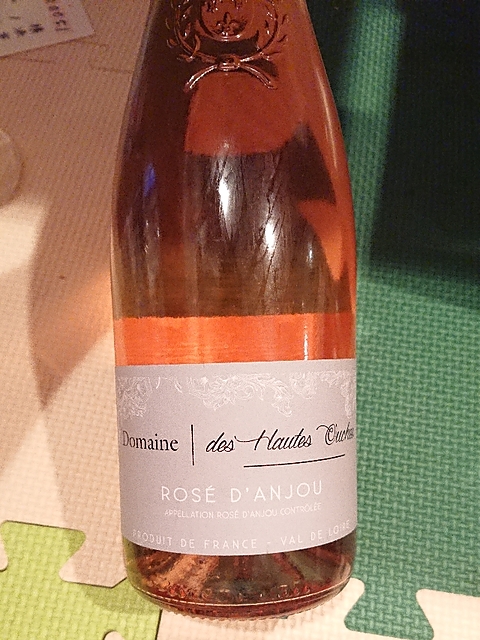 Domaine | des Hautes Ouches
ROSÉ D'ANJOU
APPELLATION ROSÉ D'ANJOU CONTRÔLÉE
PRODUIT DE FRANCE - VAL DE LOIRE